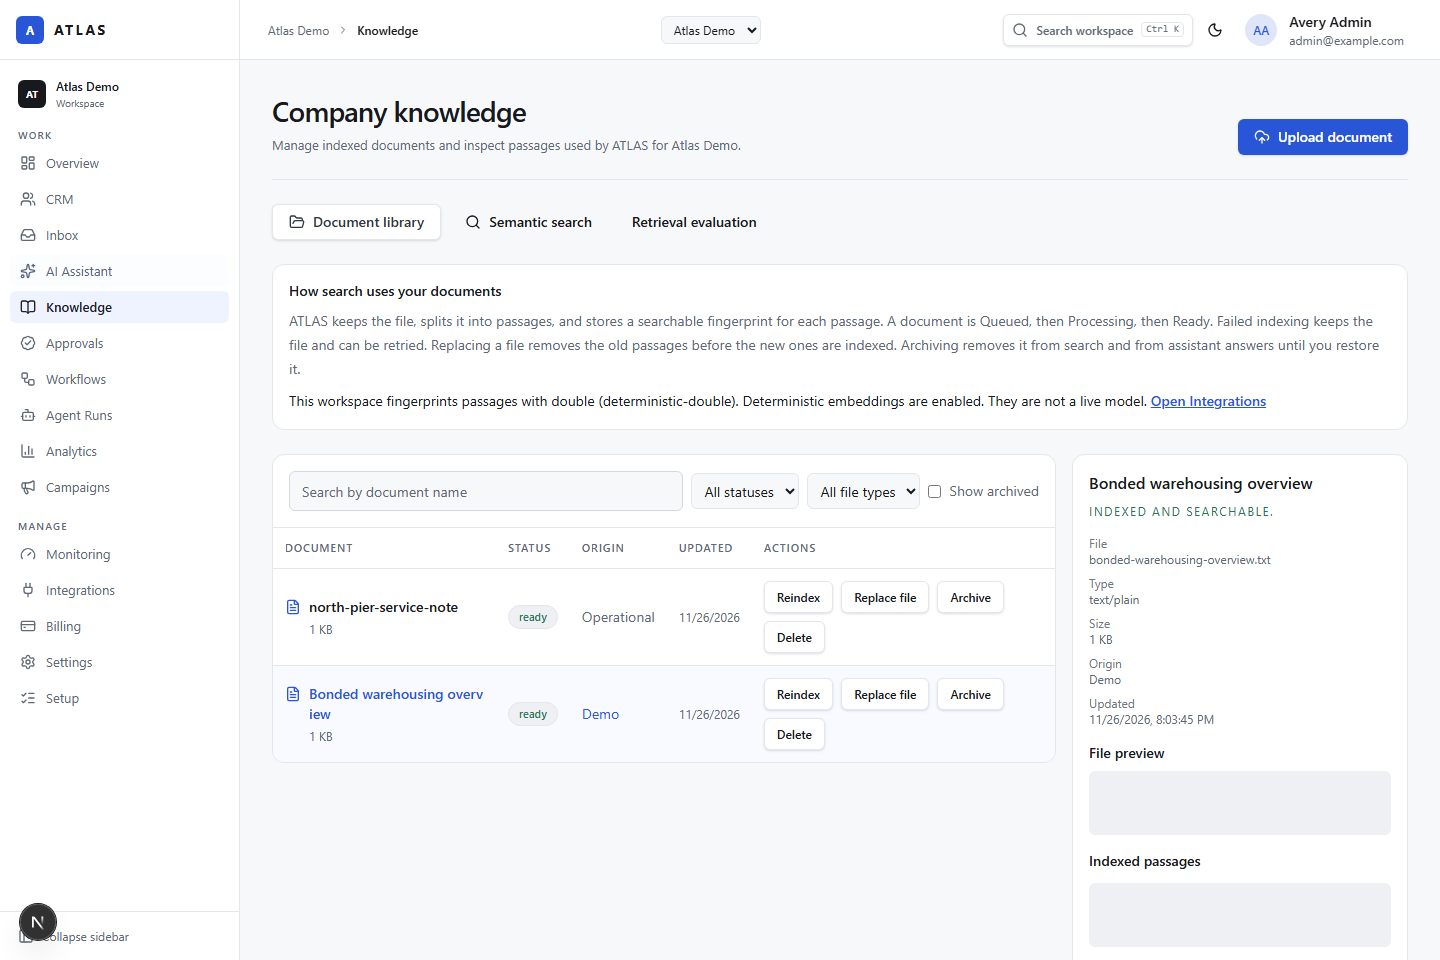 A ATLAS
Atlas Demo > Knowledge
Atlas Demo
Search workspace Ctrl K
AA
Avery Admin
admin@example.com
AT
Atlas Demo
Workspace
WORK
Overview
CRM
Inbox
AI Assistant
Knowledge
Approvals
Workflows
Agent Runs
Analytics
Campaigns
MANAGE
Monitoring
Integrations
Billing
Settings
Setup
N
ollapse sidebar
Company knowledge
Manage indexed documents and inspect passages used by ATLAS for Atlas Demo.
Upload document
Document library
Semantic search
Retrieval evaluation
How search uses your documents
ATLAS keeps the file, splits it into passages, and stores a searchable fingerprint for each passage. A document is Queued, then Processing, then Ready. Failed indexing keeps the
file and can be retried. Replacing a file removes the old passages before the new ones are indexed. Archiving removes it from search and from assistant answers until you restore
it.
This workspace fingerprints passages with double (deterministic-double). Deterministic embeddings are enabled. They are not a live model. Open Integrations
Search by document name
All statuses
All file types
Show archived
DOCUMENT STATUS ORIGIN UPDATED ACTIONS
north-pier-service-note
1 KB
ready
Operational
11/26/2026
Reindex
Replace file
Archive
Delete
Bonded warehousing overv
iew
1 KB
ready
Demo
11/26/2026
Reindex
Replace file
Archive
Delete
Bonded warehousing overview
INDEXED AND SEARCHABLE.
File
bonded-warehousing-overview.txt
Type
text/plain
Size
1 KB
Origin
Demo
Updated
11/26/2026, 8:03:45 PM
File preview
Indexed passages